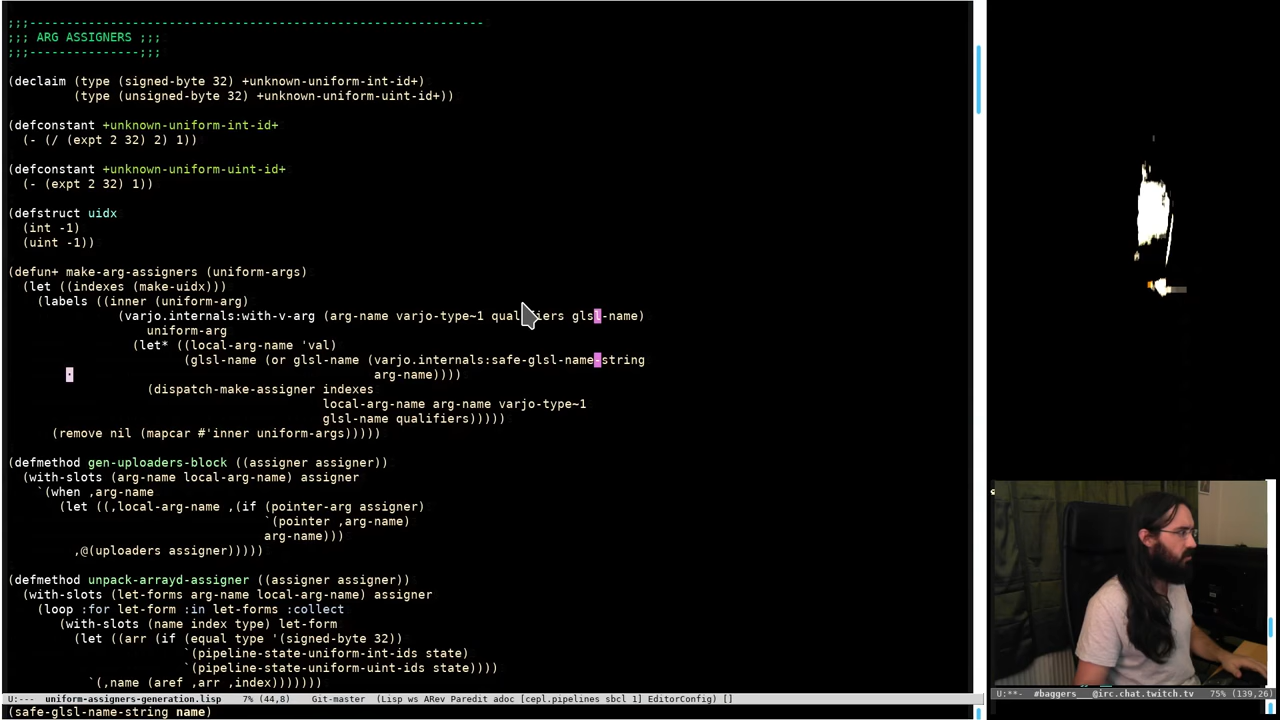 ;;;--------------------------------------------------------------
;;; ARG ASSIGNERS ;;;
;;;---------------;;;
(declaim (type (signed-byte 32) +unknown-uniform-int-id+)
(type (unsigned-byte 32) +unknown-uniform-uint-id+))
(defconstant +unknown-uniform-int-id+
(- (/ (expt 2 32) 2) 1))
(defconstant +unknown-uniform-uint-id+
(- (expt 2 32) 1))
(defstruct uidx
(int -1)
(uint -1))
(defun+ make-arg-assigners (uniform-args)
(let ((indexes (make-uidx)))
(labels ((inner (uniform-arg)
(varjo.internals:with-v-arg (arg-name varjo-type~1 qualifiers glsl-name)
uniform-arg
(let* ((local-arg-name 'val)
(glsl-name (or glsl-name (varjo.internals:safe-glsl-name-string
arg-name))))
(dispatch-make-assigner indexes
local-arg-name arg-name varjo-type~1
glsl-name qualifiers)))))
(remove nil (mapcar #'inner uniform-args)))))
(defmethod gen-uploaders-block ((assigner assigner))
(with-slots (arg-name local-arg-name) assigner
`(when ,arg-name
(let ((,local-arg-name ,(if (pointer-arg assigner)
`(pointer ,arg-name)
arg-name)))
,@(uploaders assigner)))))
(defmethod unpack-arrayd-assigner ((assigner assigner))
(with-slots (let-forms arg-name local-arg-name) assigner
(loop :for let-form :in let-forms :collect
(with-slots (name index type) let-form
(let ((arr (if (equal type '(signed-byte 32))
`(pipeline-state-uniform-int-ids state)
`(pipeline-state-uniform-uint-ids state))))
`(,name (aref ,arr ,index)))))))
U:--- uniform-assigners-generation.lisp 7% (44,8) Git-master (Lisp ws ARev Paredit adoc [cepl.pipelines sbcl 1] EditorConfig) []
(safe-glsl-name-string name)
U:**- #baggers @irc.chat.twitch.tv 75% (139,26)